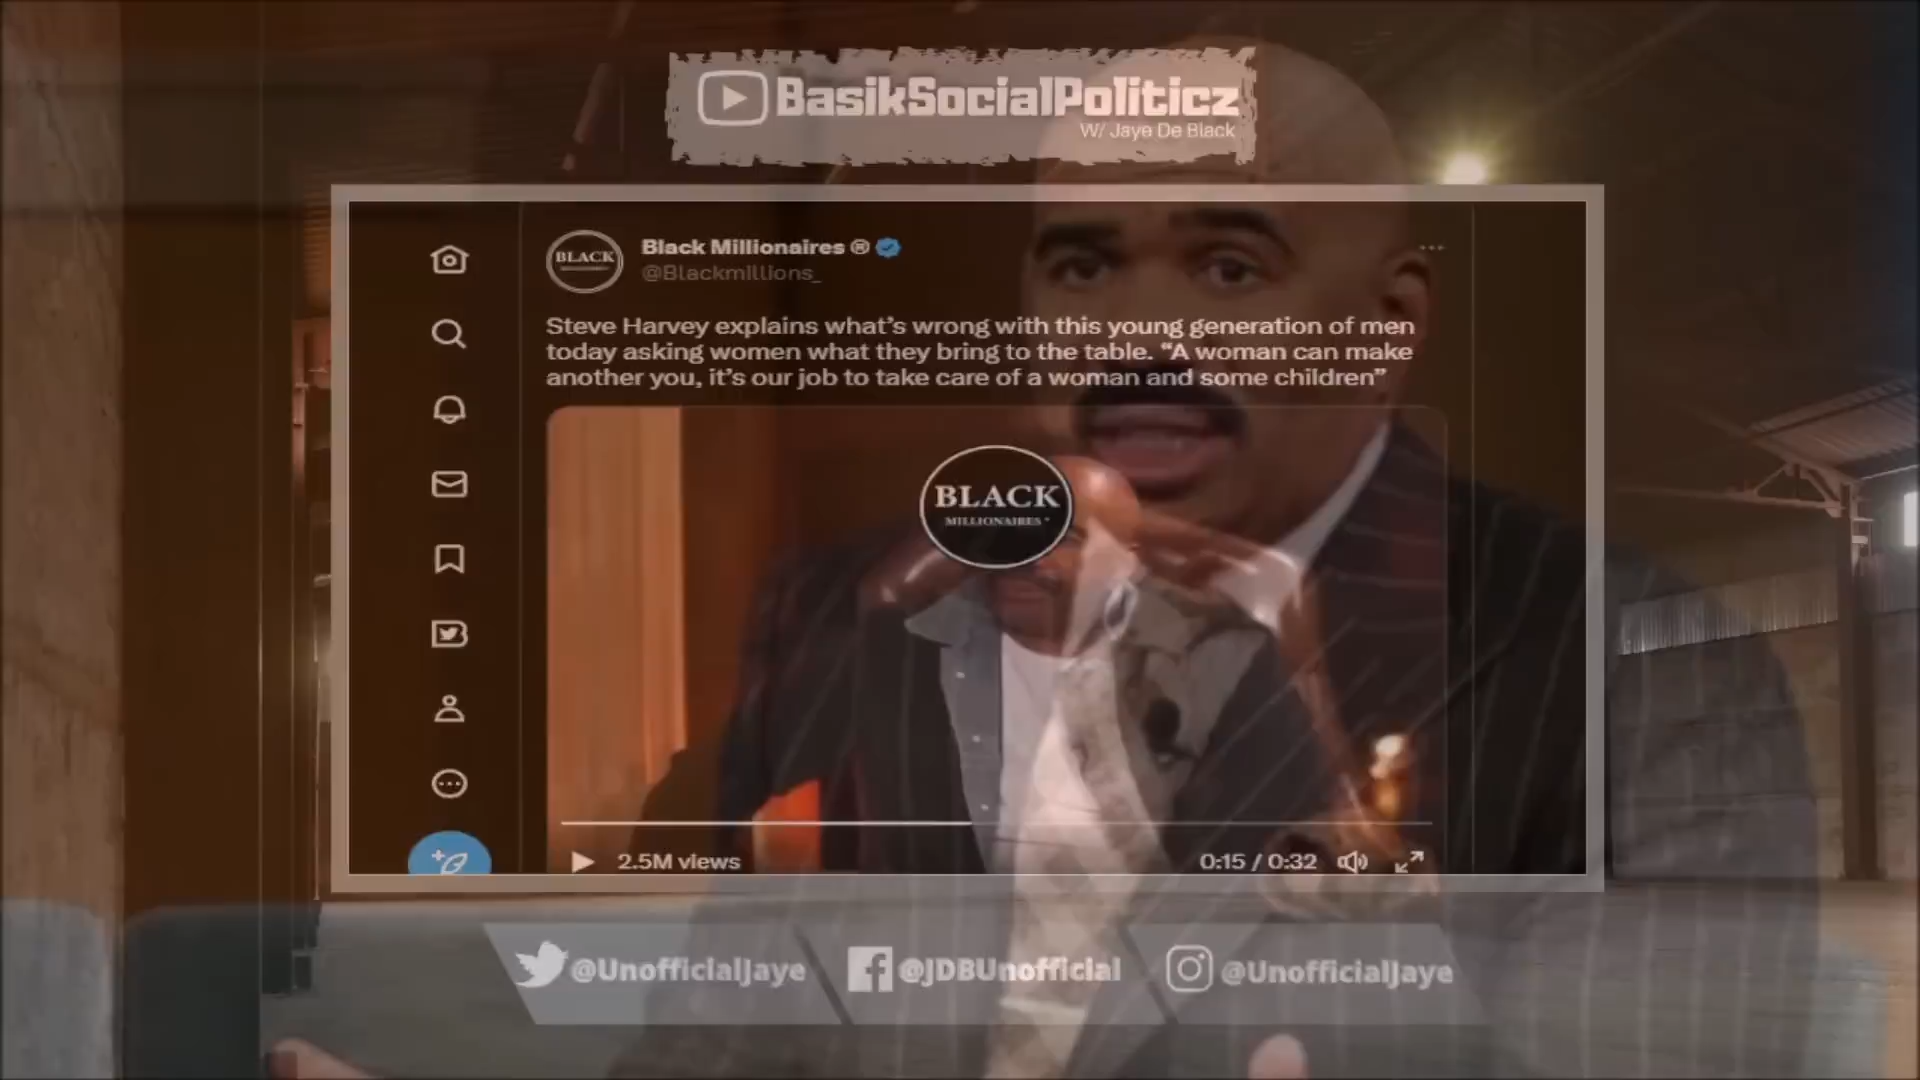 BasikSocialPoliticz
W/ Jaye De Black
BLACK
Black Millionaires ®
@Blackmillions_
Steve Harvey explains what’s wrong with this young generation of men
today asking women what they bring to the table. “A woman can make
another you, it’s our job to take care of a woman and some children”
BLACK
MILLIONAIRES
2.5M views
0:15 / 0:32
@UnofficialJaye
@JDBUnofficial
@UnofficialJaye